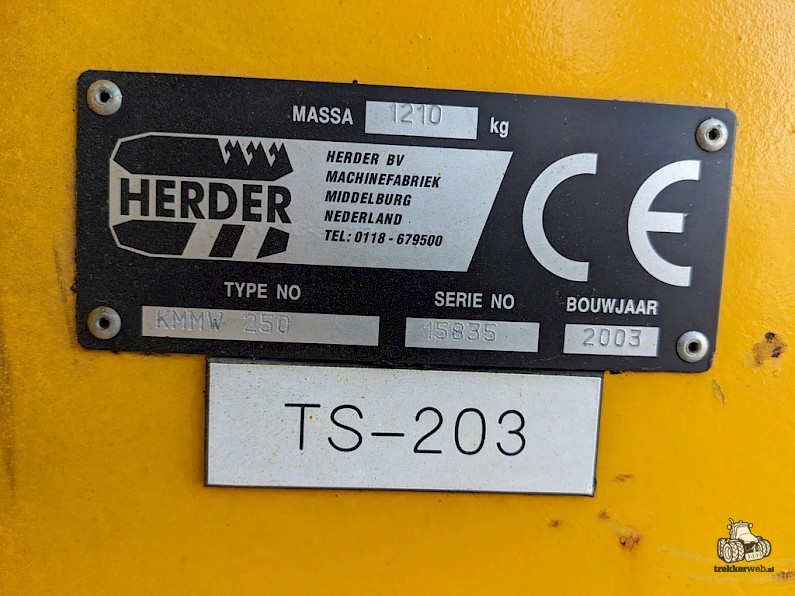 MASSA 1210 kg
HERDER
HERDER BV
MACHINEFABRIEK
MIDDELBURG
NEDERLAND
TEL: 0118 - 679500
CE
TYPE NO SERIE NO BOUWJAAR
KMMW 250 15835 2003
TS-203
trekkerweb.nl